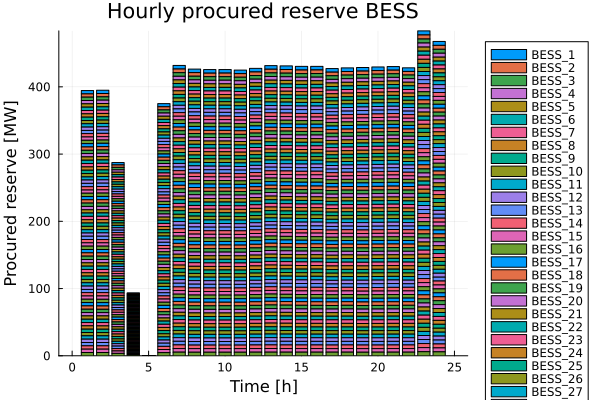 Hourly procured reserve BESS
Procured reserve [MW]
400
300
200
100
0
0 5 10 15 20 25
Time [h]
BESS_1
BESS_2
BESS_3
BESS_4
BESS_5
BESS_6
BESS_7
BESS_8
BESS_9
BESS_10
BESS_11
BESS_12
BESS_13
BESS_14
BESS_15
BESS_16
BESS_17
BESS_18
BESS_19
BESS_20
BESS_21
BESS_22
BESS_23
BESS_24
BESS_25
BESS_26
BESS_27